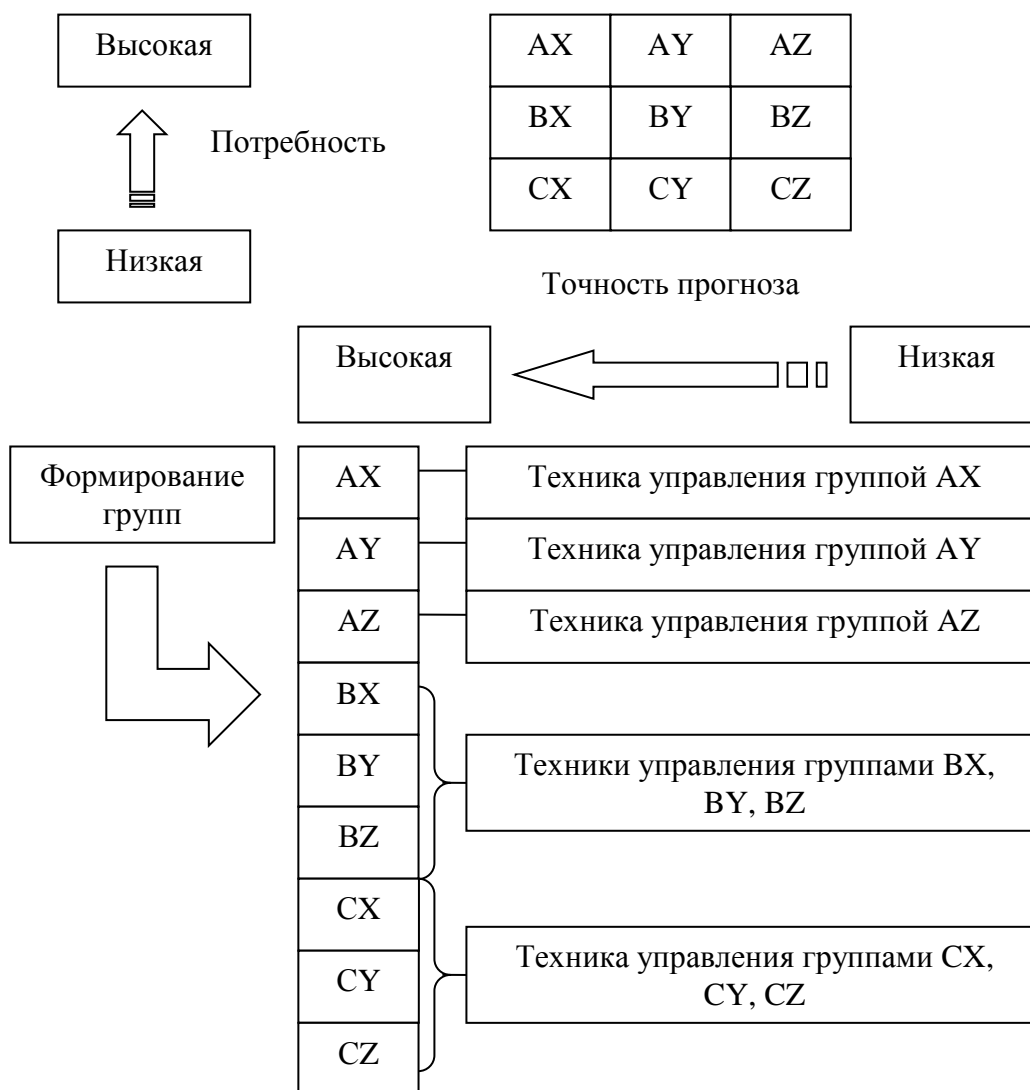 Высокая
AX AY AZ
Потребность
BX BY BZ
CX CY CZ
Низкая
Точность прогноза
Высокая
Низкая
Формирование
групп
AX
Техника управления группой AX
AY
Техника управления группой AY
AZ
Техника управления группой AZ
BX
BY
BZ
Техники управления группами BX,
BY, BZ
CX
CY
CZ
Техника управления группами CX,
CY, CZ